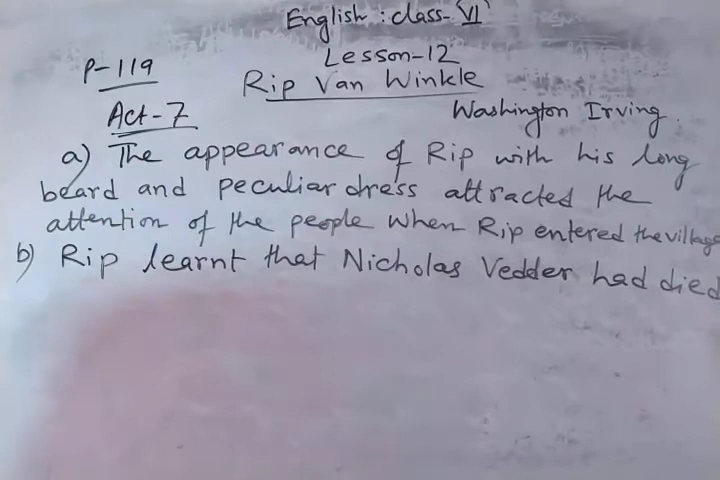 English : class-VI
Lesson-12
P-119
Rip Van Winkle
Act-7
Washington Irving.
a) The appearance of Rip with his long
beard and peculiar dress attracted the
attention of the people when Rip entered the village
b) Rip learnt that Nicholas Vedder had died